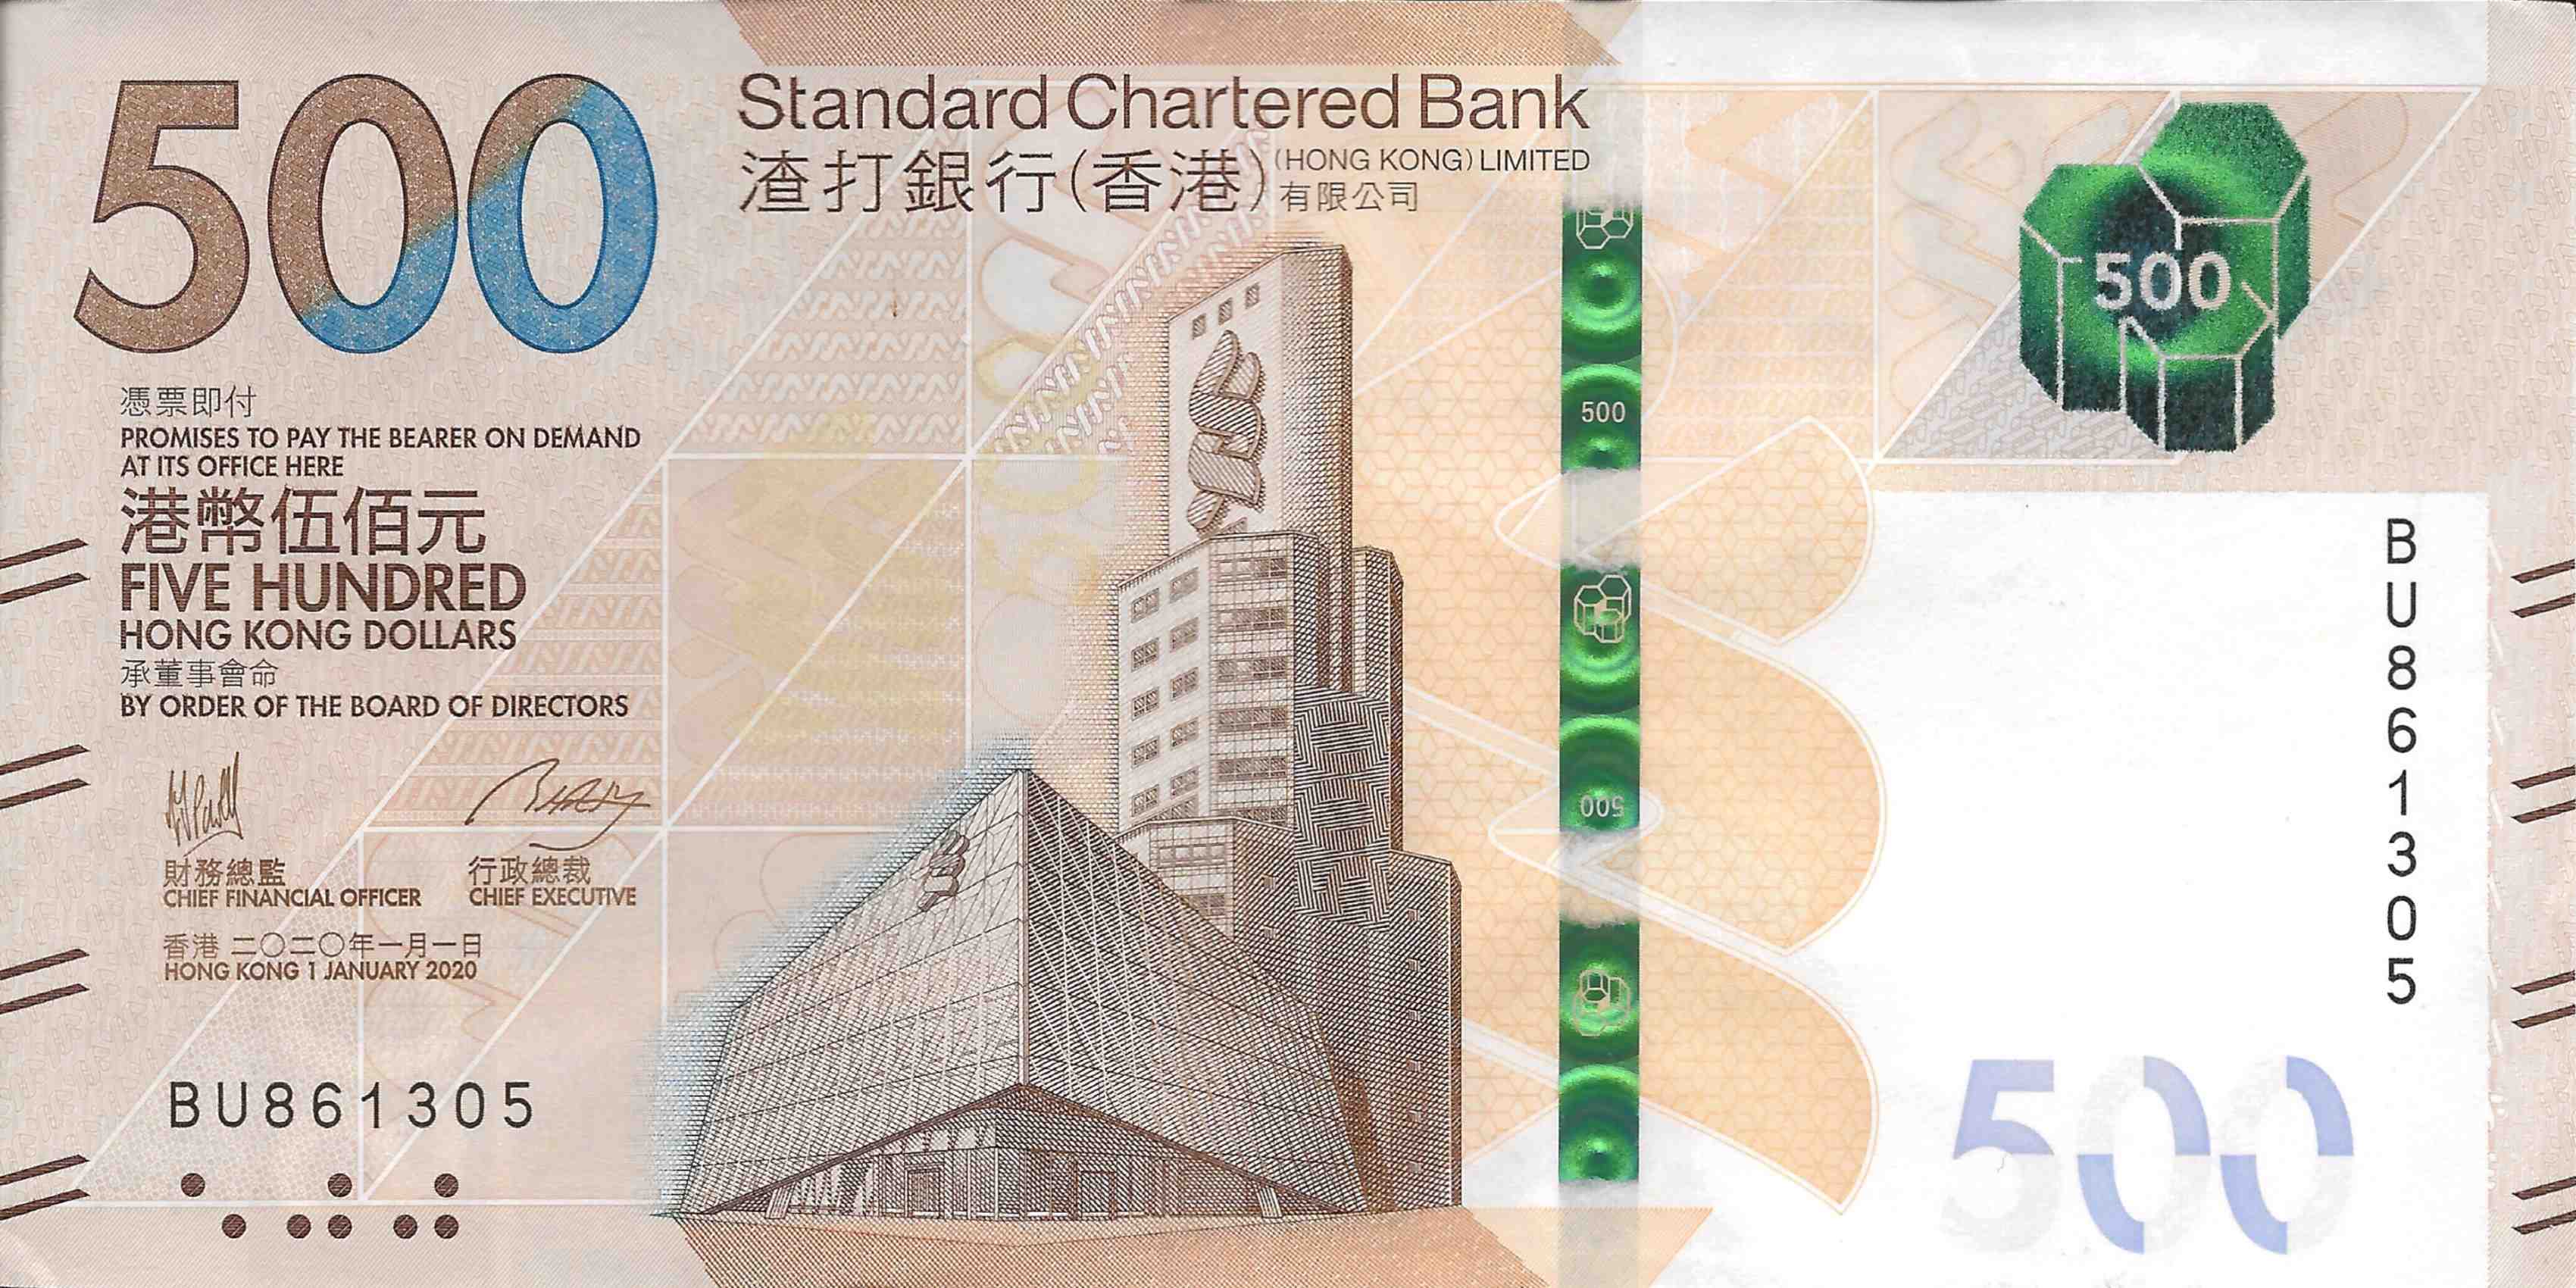 500
Standard Chartered Bank
渣打銀行(香港)
(HONG KONG) LIMITED
有限公司
500
憑票即付
PROMISES TO PAY THE BEARER ON DEMAND
AT ITS OFFICE HERE
港幣伍佰元
FIVE HUNDRED
HONG KONG DOLLARS
承董事會命
BY ORDER OF THE BOARD OF DIRECTORS
財務總監
CHIEF FINANCIAL OFFICER
行政總裁
CHIEF EXECUTIVE
香港 二〇二〇年一月一日
HONG KONG 1 JANUARY 2020
BU861305
500
500
BU861305
500